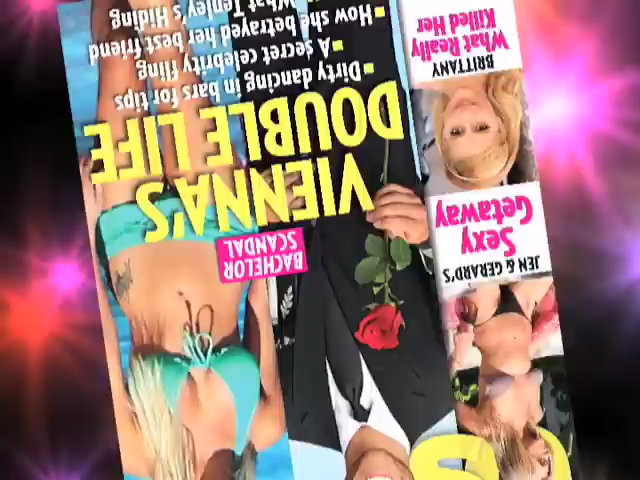 JEN & GERARD'S
Sexy
Getaway
BRITTANY
What Really
Killed Her
BACHELOR
SCANDAL
VIENNA'S
DOUBLE LIFE
▪Dirty dancing in bars for tips
▪A secret celebrity fling
▪How she betrayed her best friend
What Tenley's Hiding